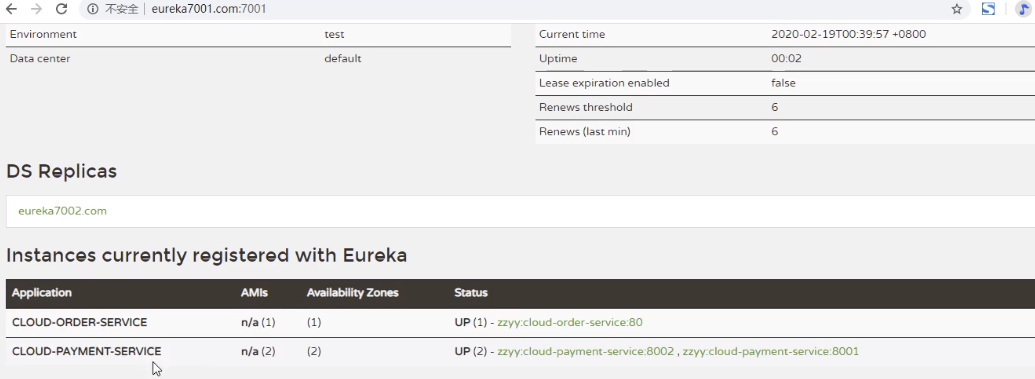 不安全 | eureka7001.com:7001
Environment test
Data center default
Current time 2020-02-19T00:39:57 +0800
Uptime 00:02
Lease expiration enabled false
Renews threshold 6
Renews (last min) 6
DS Replicas
eureka7002.com
Instances currently registered with Eureka
Application AMIs Availability Zones Status
CLOUD-ORDER-SERVICE n/a (1) (1) UP (1) - zzyy:cloud-order-service:80
CLOUD-PAYMENT-SERVICE n/a (2) (2) UP (2) - zzyy:cloud-payment-service:8002 , zzyy:cloud-payment-service:8001